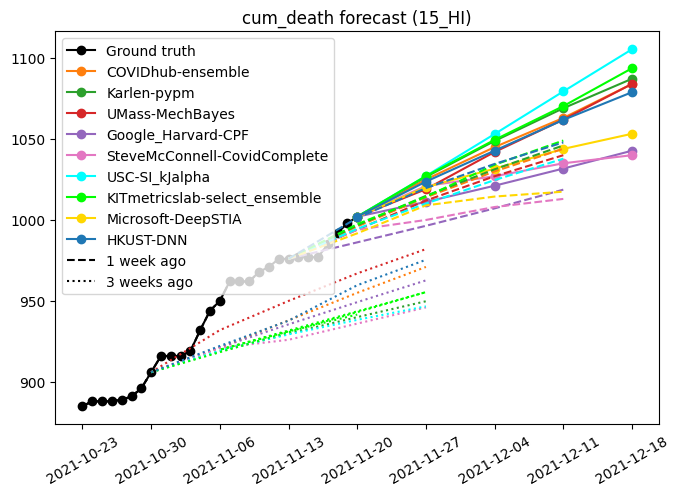 cum_death forecast (15_HI)
1100
1050
1000
950
900
Ground truth
COVIDhub-ensemble
Karlen-pypm
UMass-MechBayes
Google_Harvard-CPF
SteveMcConnell-CovidComplete
USC-SI_kJalpha
KITmetricslab-select_ensemble
Microsoft-DeepSTIA
HKUST-DNN
1 week ago
3 weeks ago
2021-10-23
2021-10-30
2021-11-06
2021-11-13
2021-11-20
2021-11-27
2021-12-04
2021-12-11
2021-12-18